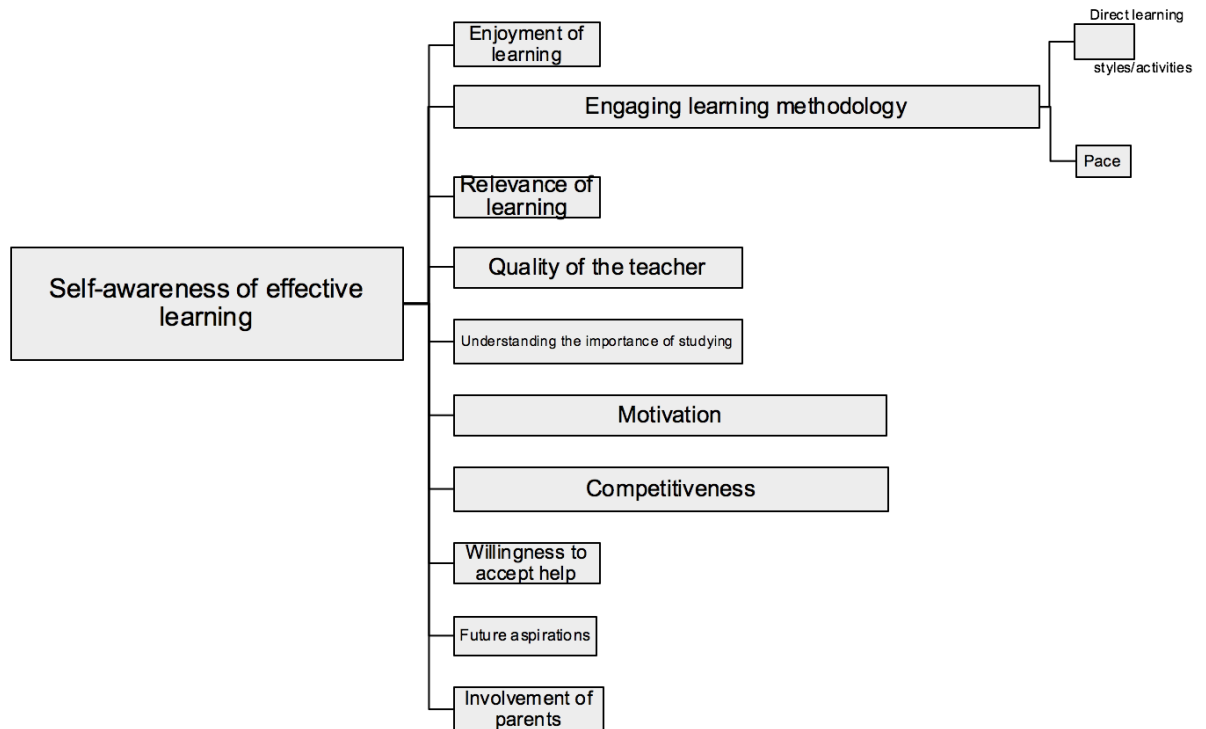 Self-awareness of effective
learning
Enjoyment of
learning
Engaging learning methodology
Direct learning
styles/activities
Pace
Relevance of
learning
Quality of the teacher
Understanding the importance of studying
Motivation
Competitiveness
Willingness to
accept help
Future aspirations
Involvement of
parents